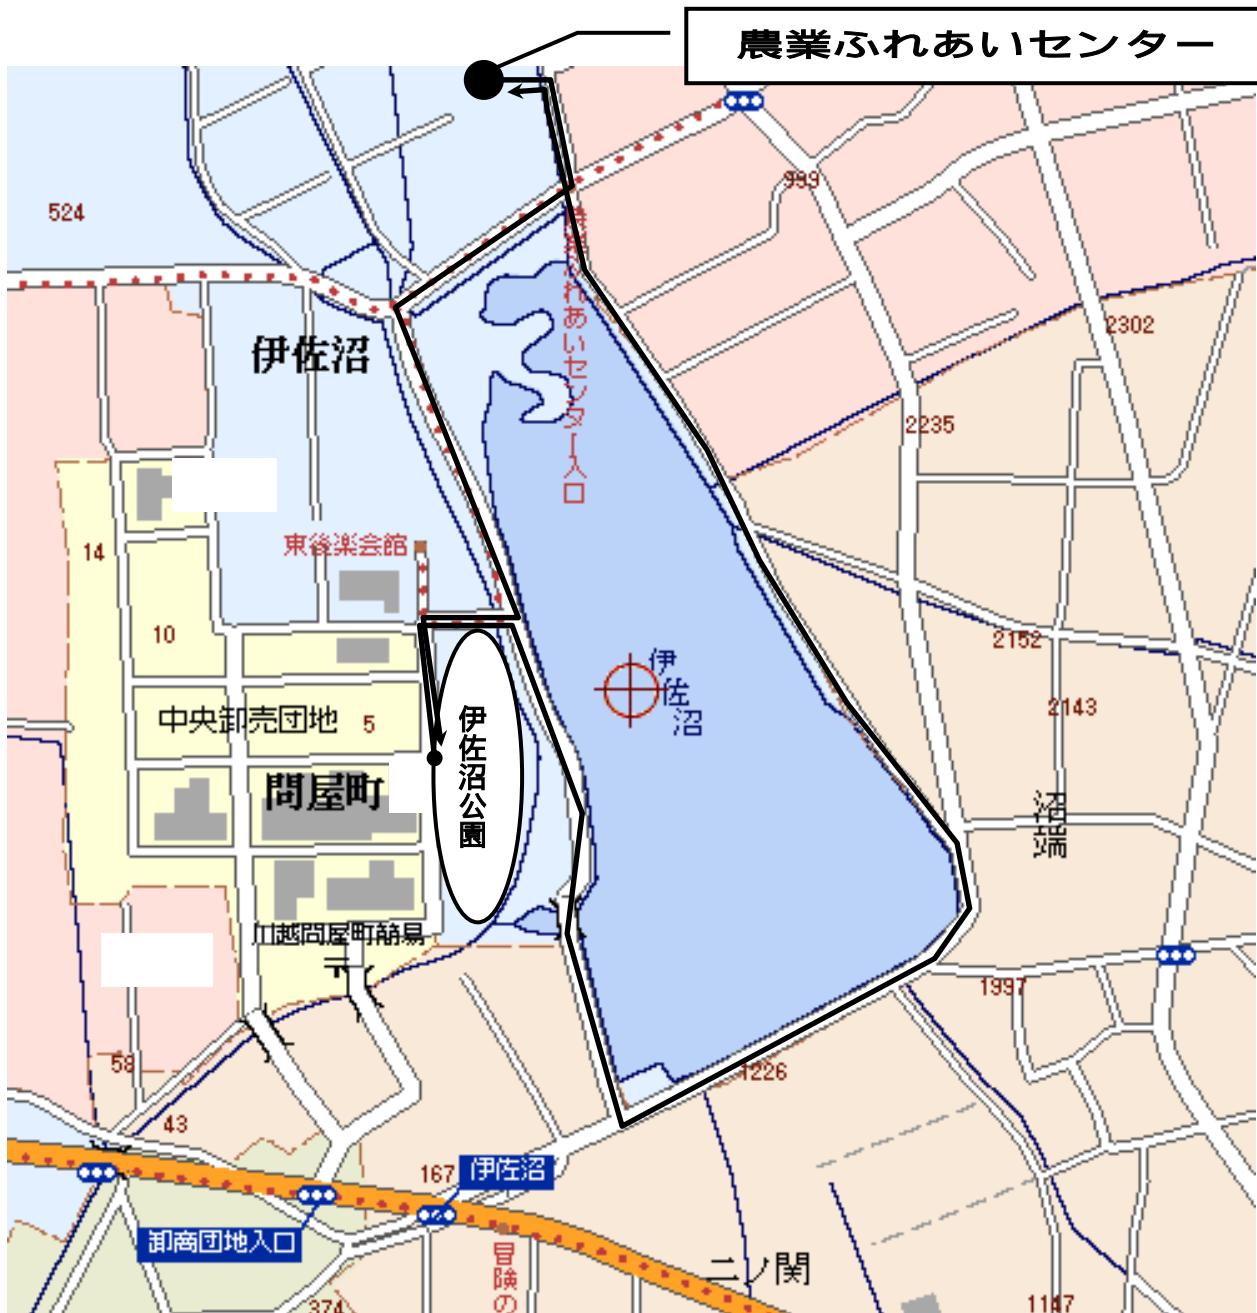 農業ふれあいセンター
999
524
農業ふれあいセンター入口
2302
伊佐沼
2235
東後楽会館
14
10
2152
伊佐沼
中央卸売団地
5
2143
伊佐沼公園
問屋町
沼端
川越問屋町簡易
1997
58
1226
43
167
伊佐沼
卸商団地入口
冒険の
二ノ関
374
1147